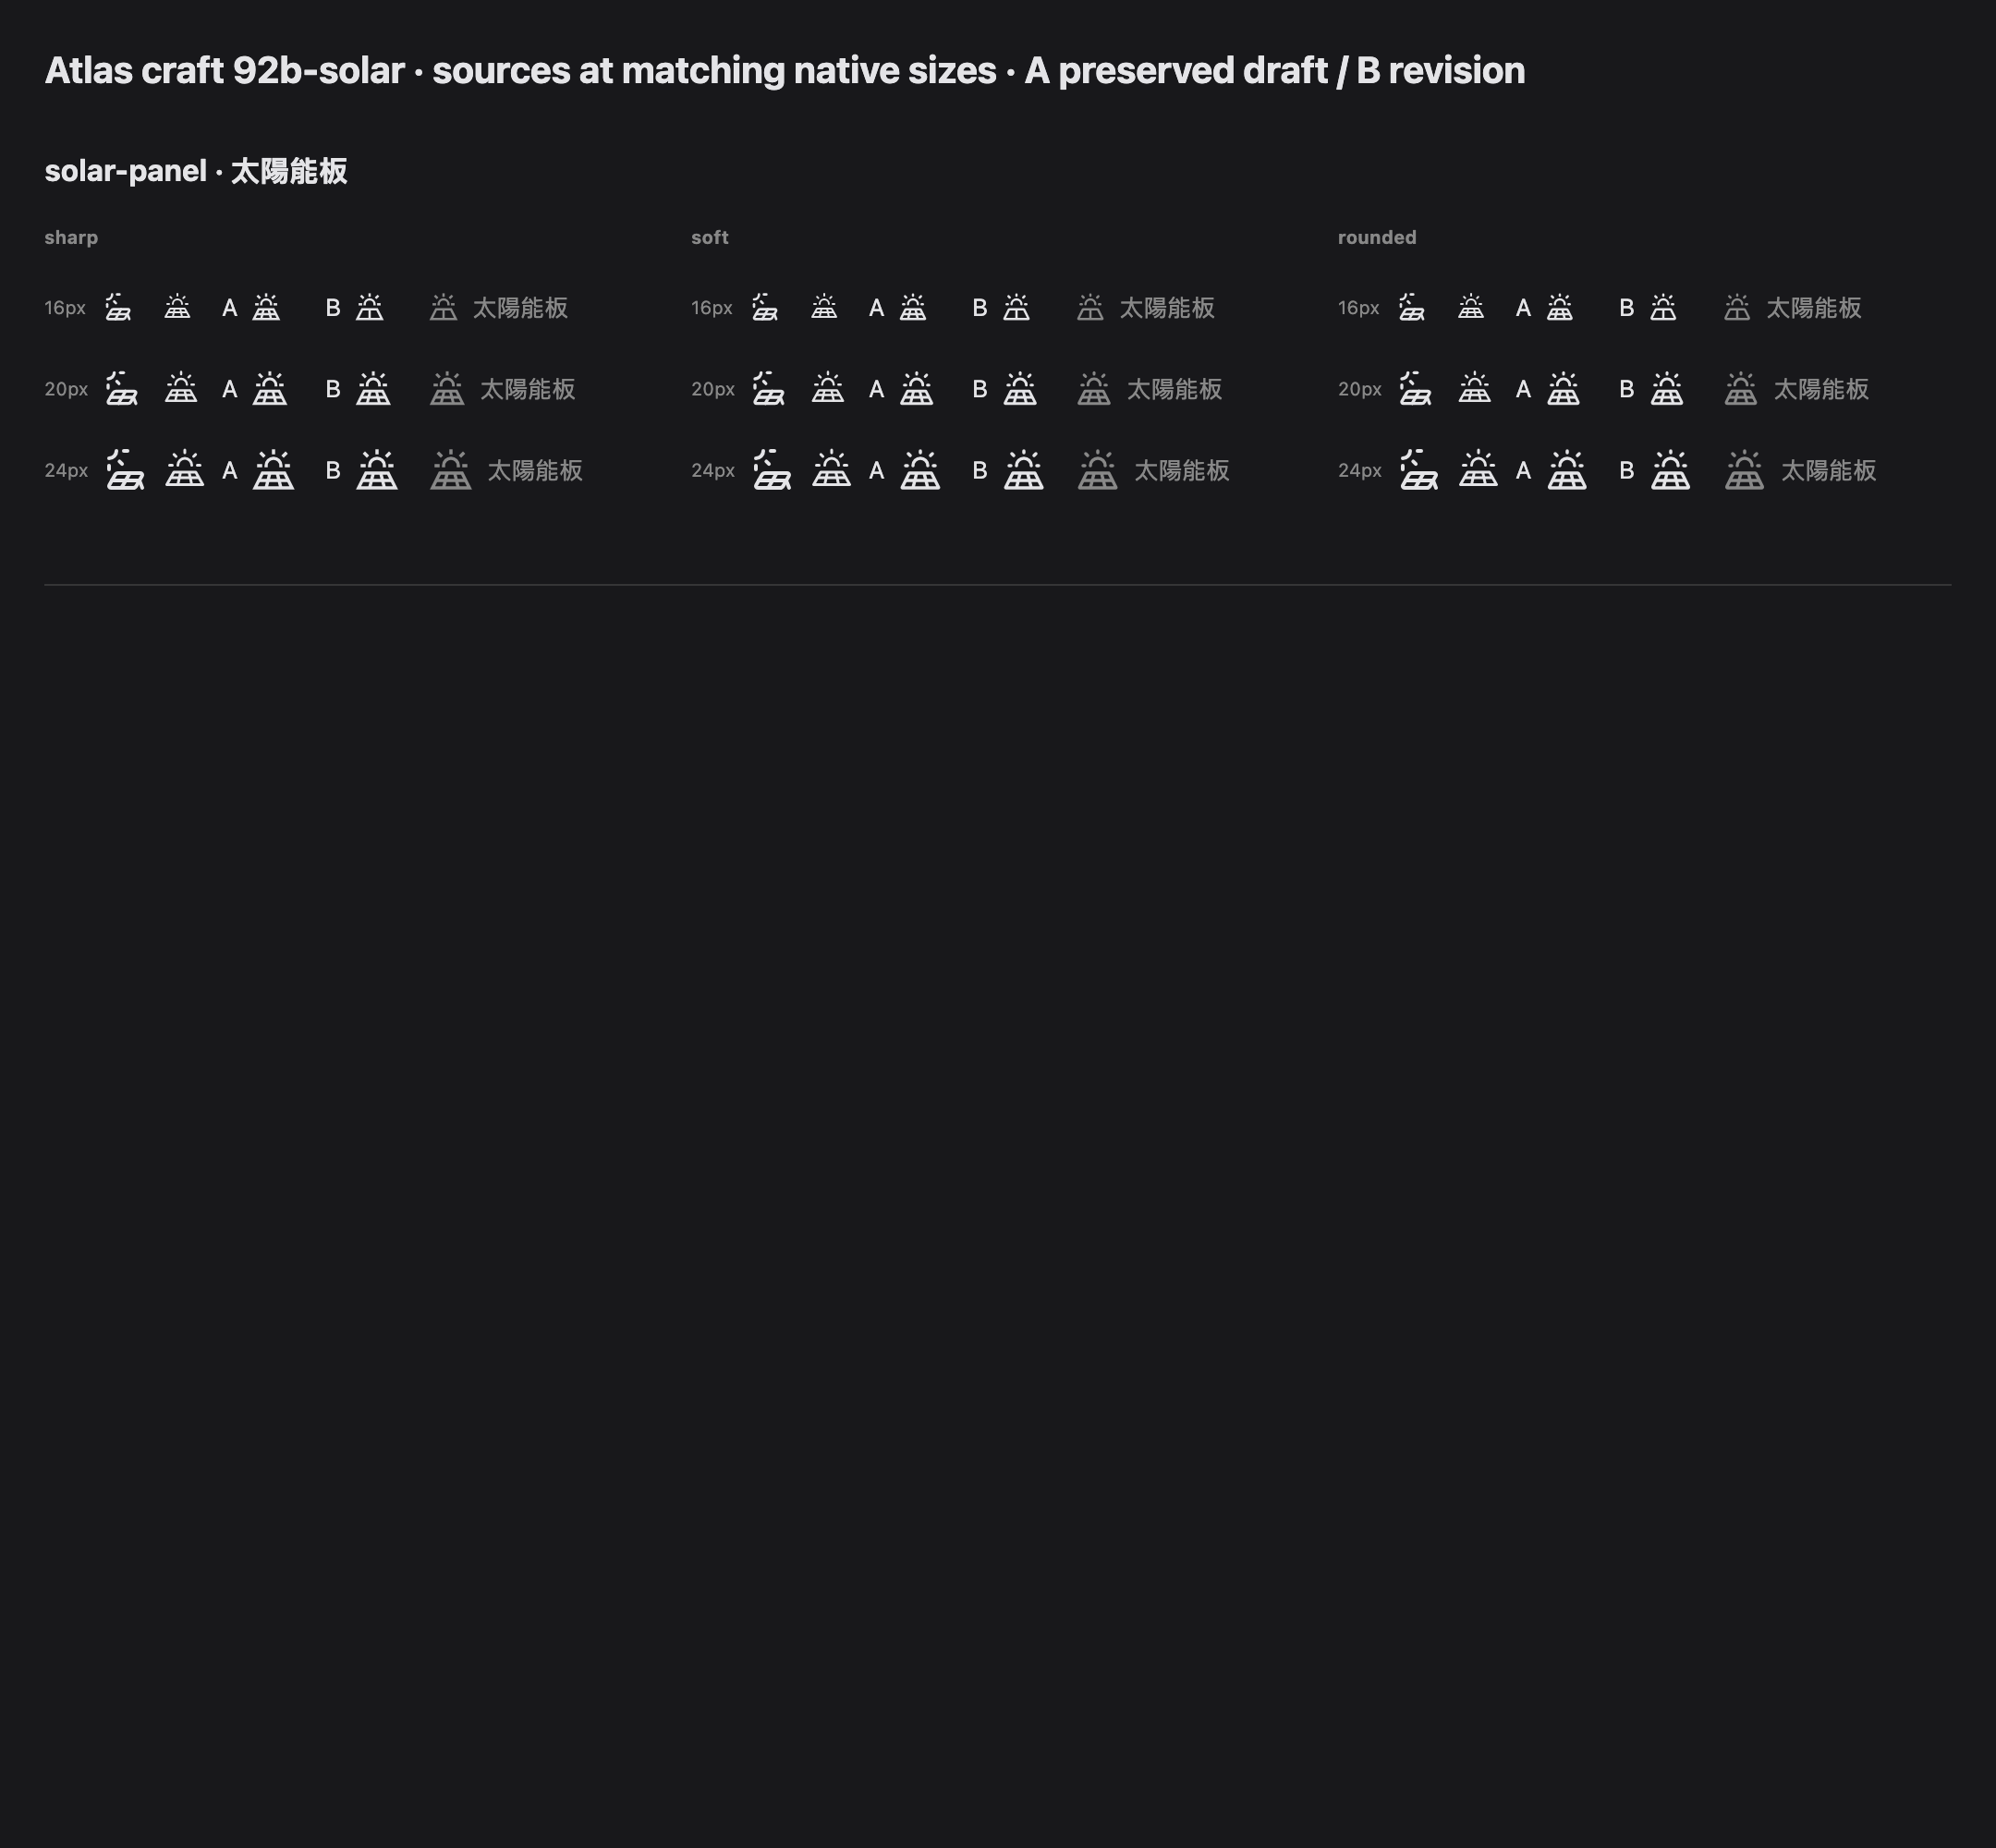 Atlas craft 92b-solar · sources at matching native sizes · A preserved draft / B revision
solar-panel · 太陽能板
sharp
16px A B 太陽能板
20px A B 太陽能板
24px A B 太陽能板
soft
16px A B 太陽能板
20px A B 太陽能板
24px A B 太陽能板
rounded
16px A B 太陽能板
20px A B 太陽能板
24px A B 太陽能板